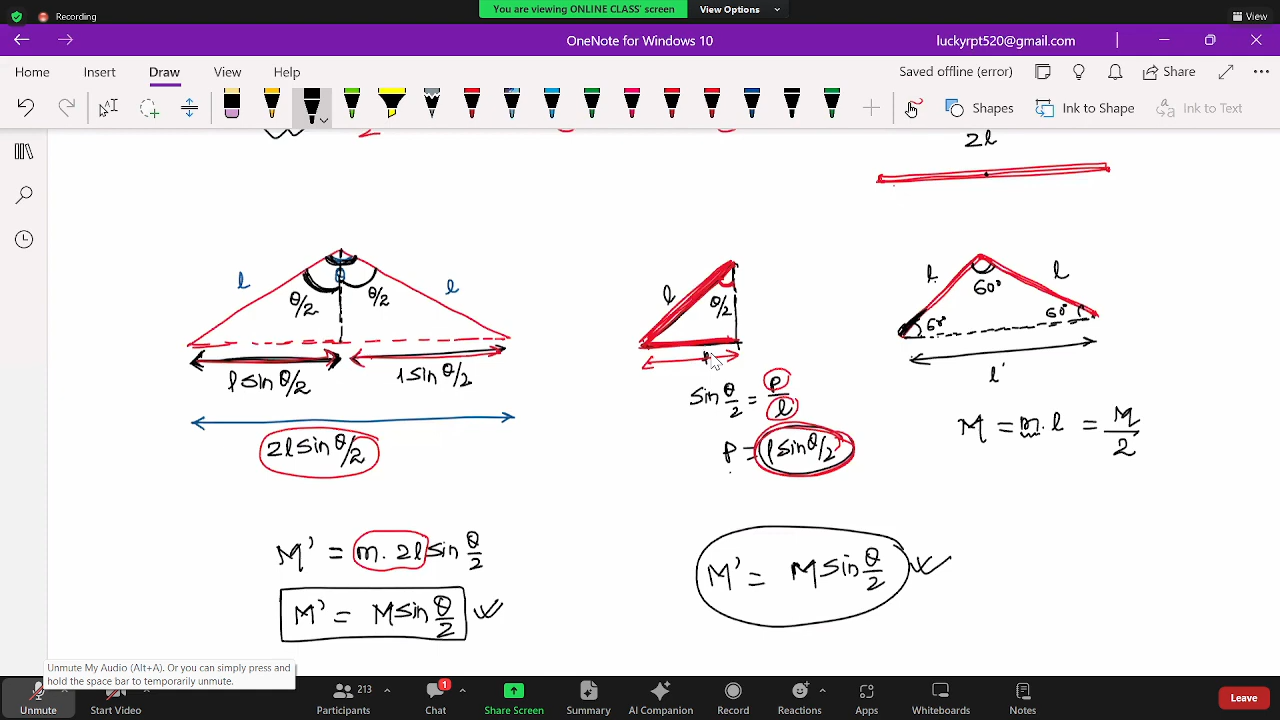 You are viewing ONLINE CLASS' screen
View Options
Recording
View
OneNote for Windows 10
luckyrpt520@gmail.com
Home
Insert
Draw
View
Help
Saved offline (error)
Share
Shapes
Ink to Shape
Ink to Text
2
2l
l
θ
l
θ/2
θ/2
l sin θ/2
l sin θ/2
2l sin θ/2
l
θ/2
P
sin θ/2 = P/l
P = l sin θ/2
l
l
60°
60°
60°
l'
M = m. l = M/2
M' = m. 2l sin θ/2
M' = M sin θ/2
M' = M sin θ/2
Unmute My Audio (Alt+A). Or you can simply press and
hold the space bar to temporarily unmute.
Unmute
Start Video
213
Participants
1
Chat
Share Screen
Summary
AI Companion
Record
Reactions
Apps
Whiteboards
Notes
Leave